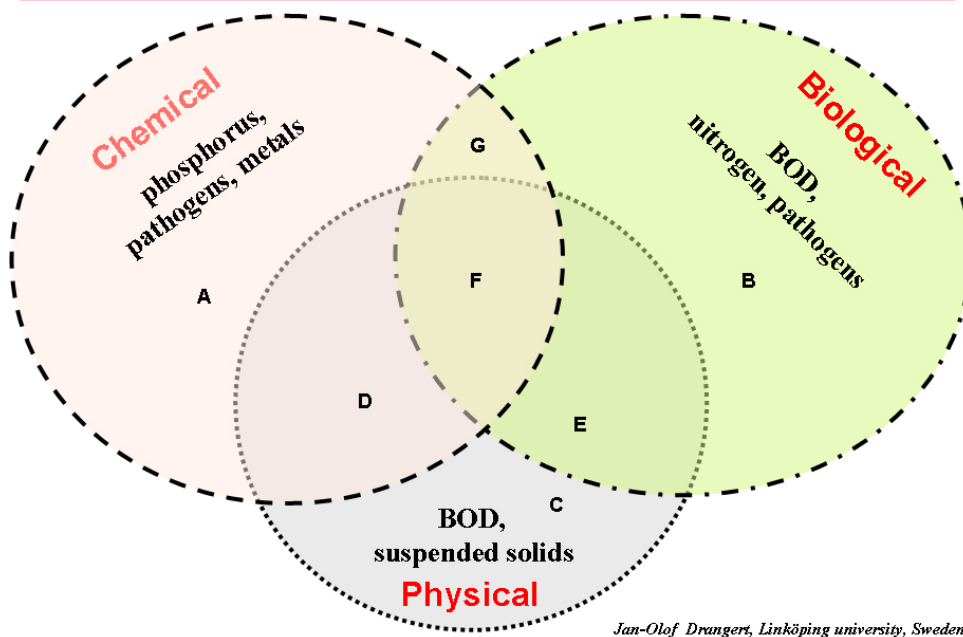 Chemical
phosphorus,
pathogens, metals
A
G
F
D
Biological
BOD,
nitrogen, pathogens
B
E
C
BOD,
suspended solids
Physical
Jan-Olof Drangert, Linköping university, Sweden